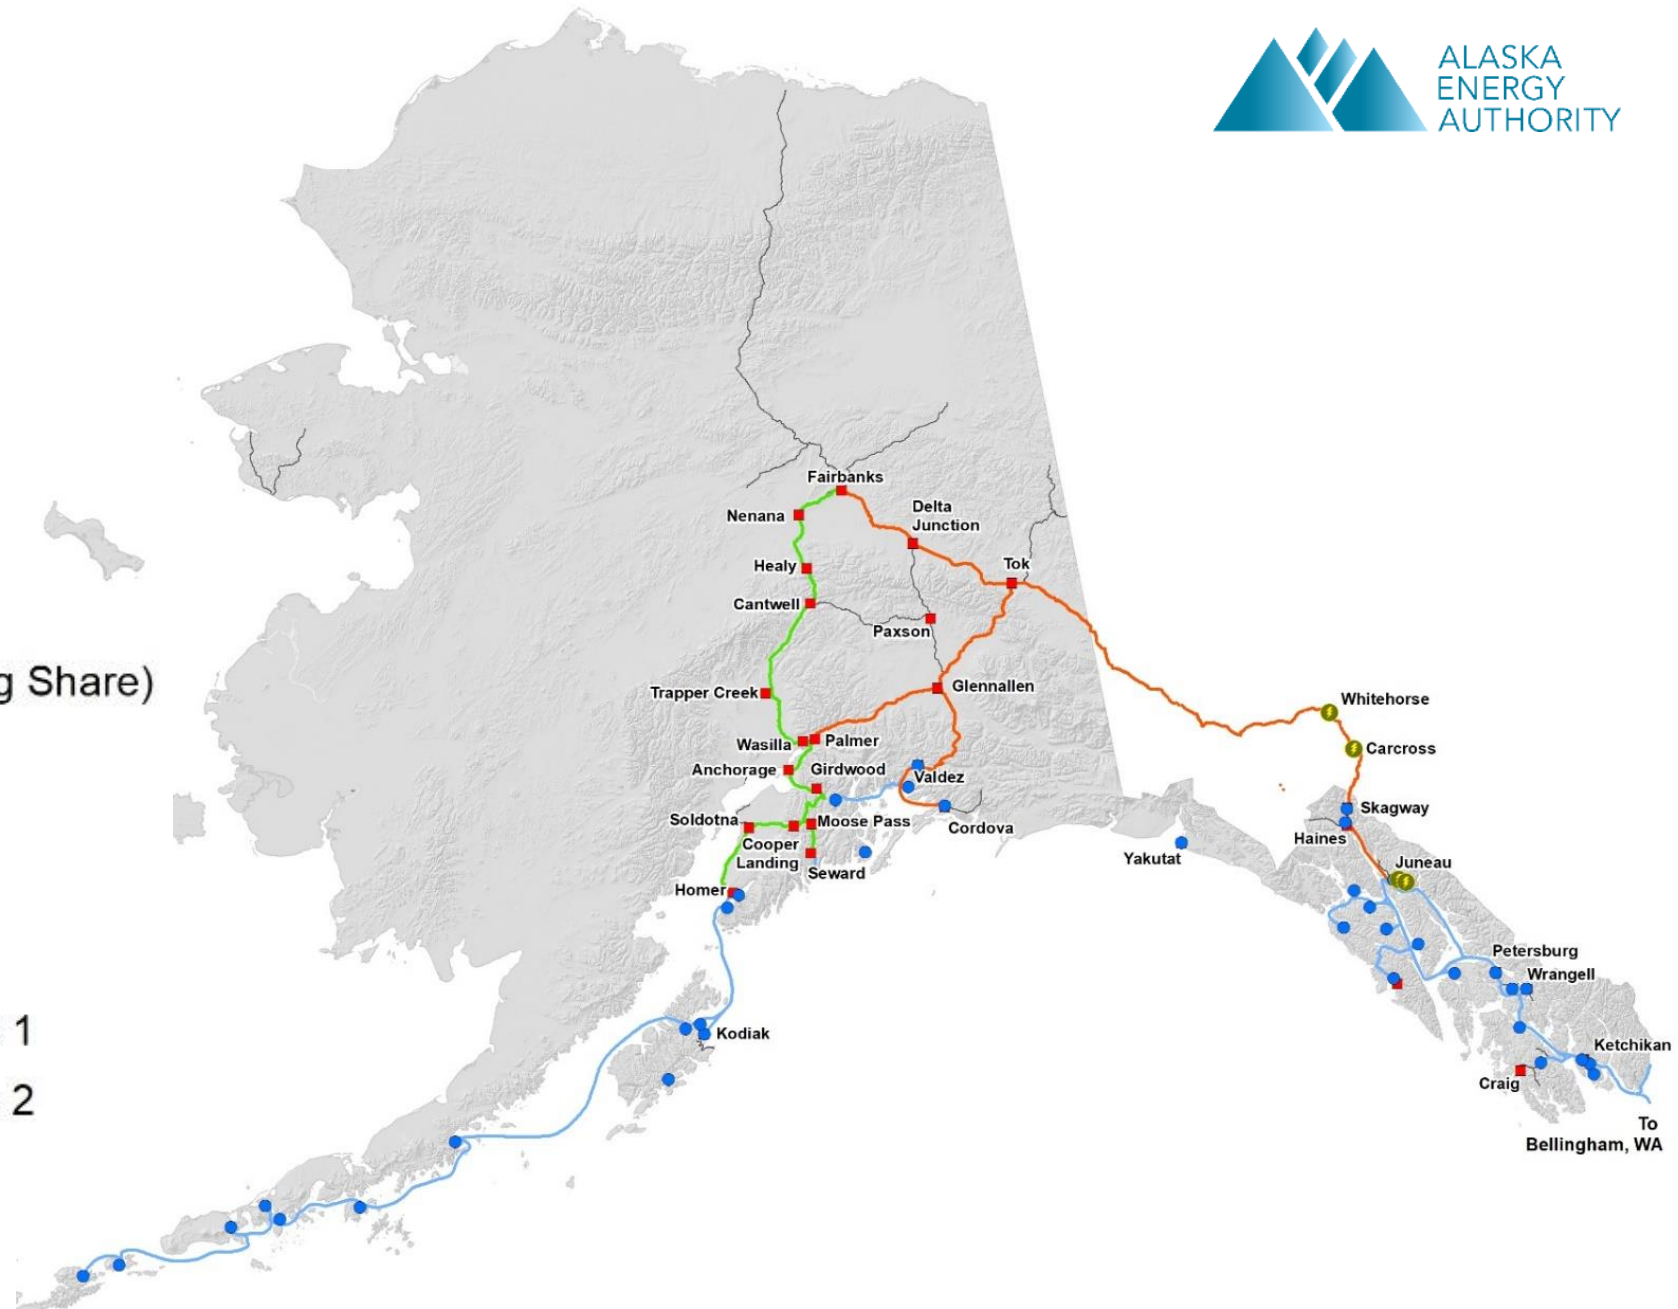 ALASKA
ENERGY
AUTHORITY
Fairbanks
Nenana
Delta
Junction
Healy
Tok
Cantwell
Paxson
g Share)
Trapper Creek
Glennallen
Whitehorse
Wasilla
Palmer
Carcross
Anchorage
Girdwood
Valdez
Soldotna
Moose Pass
Cordova
Skagway
Cooper
Landing
Haines
Seward
Yakutat
Juneau
Homer
Petersburg
Wrangell
1
Kodiak
Ketchikan
2
Craig
To
Bellingham, WA